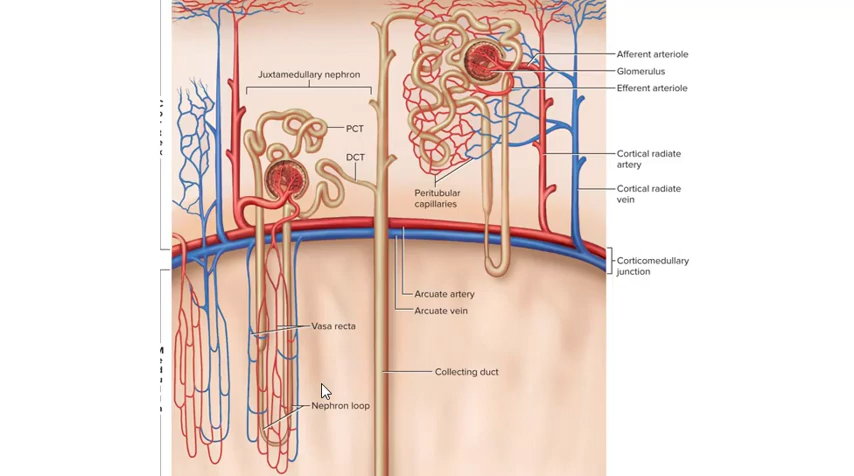 Juxtamedullary nephron
PCT
DCT
Afferent arteriole
Glomerulus
Efferent arteriole
Cortical radiate
artery
Cortical radiate
vein
Peritubular
capillaries
Corticomedullary
junction
Arcuate artery
Arcuate vein
Vasa recta
Collecting duct
Nephron loop